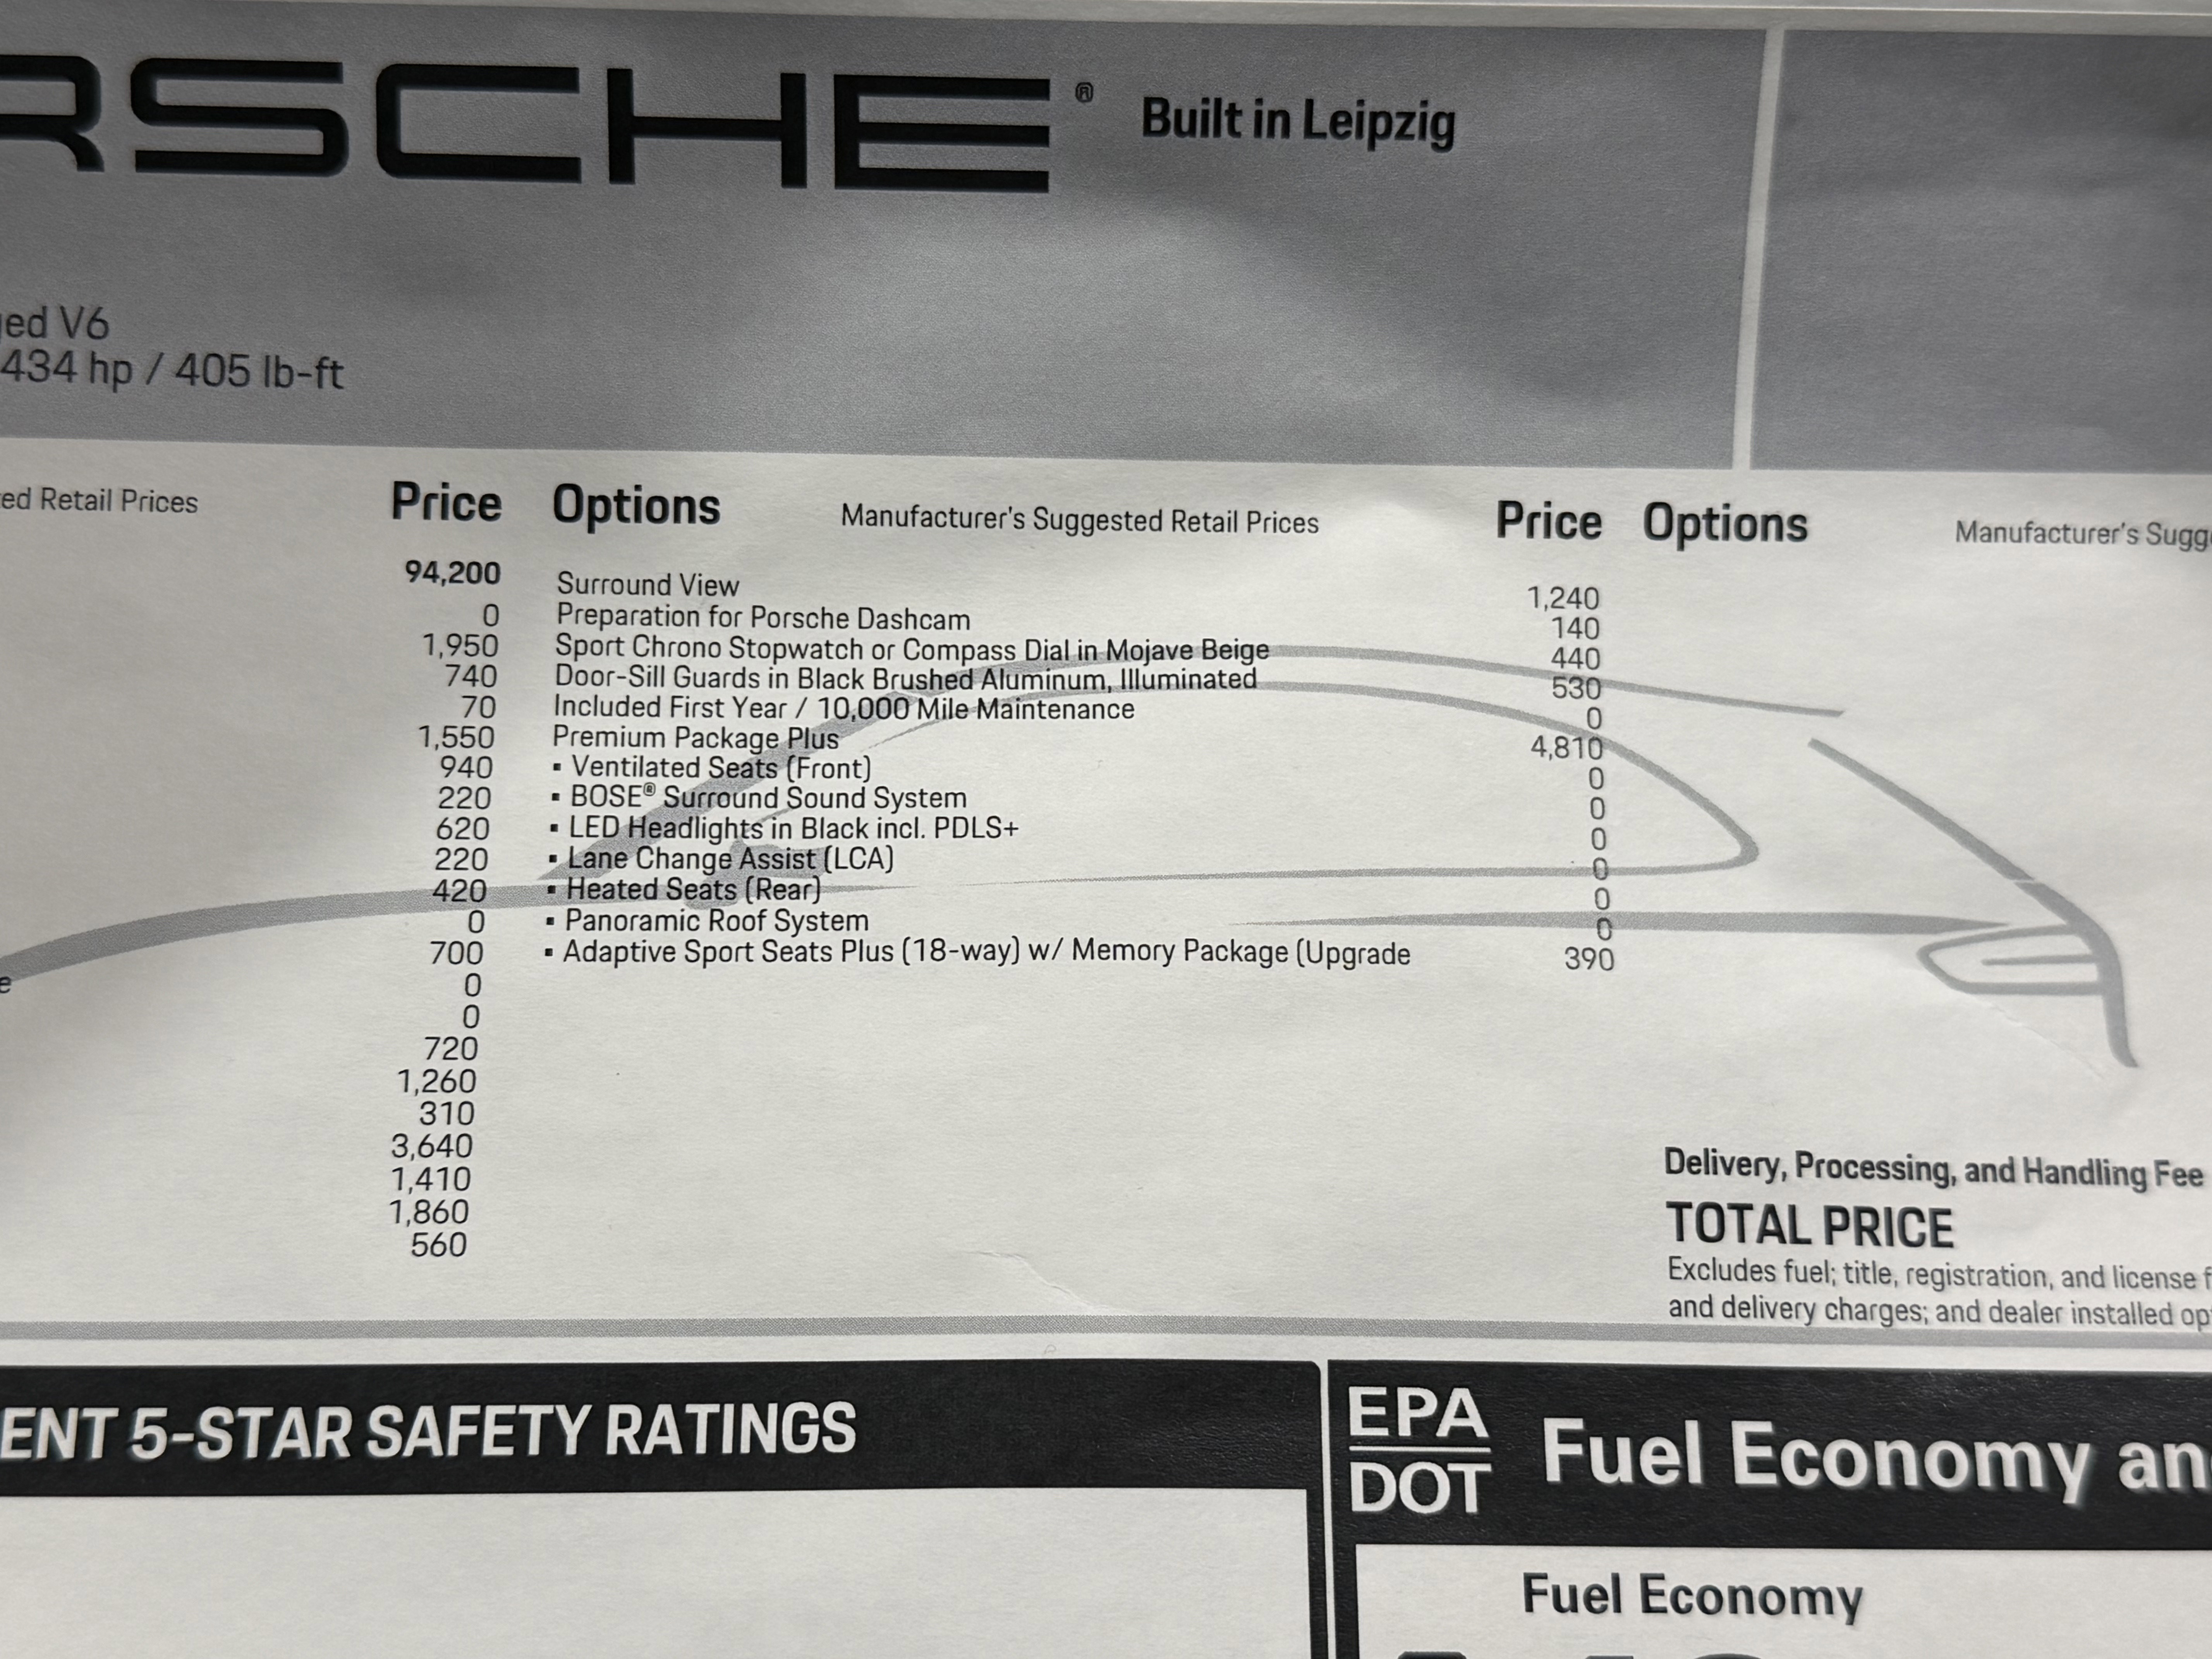 RSCHE® Built in Leipzig
ed V6
434 hp / 405 lb-ft
ed Retail Prices Price Options Manufacturer's Suggested Retail Prices Price Options Manufacturer's Sugg
94,200 Surround View 1,240
0 Preparation for Porsche Dashcam 140
1,950 Sport Chrono Stopwatch or Compass Dial in Mojave Beige 440
740 Door-Sill Guards in Black Brushed Aluminum, Illuminated 530
70 Included First Year / 10,000 Mile Maintenance 0
1,550 Premium Package Plus 4,810
940 ▪ Ventilated Seats (Front) 0
220 ▪ BOSE® Surround Sound System 0
620 ▪ LED Headlights in Black incl. PDLS+ 0
220 ▪ Lane Change Assist (LCA) 0
420 ▪ Heated Seats (Rear) 0
0 ▪ Panoramic Roof System 0
700 ▪ Adaptive Sport Seats Plus (18-way) w/ Memory Package (Upgrade 390
e 0
0
720
1,260
310
3,640
1,410
1,860
560
Delivery, Processing, and Handling Fee
TOTAL PRICE
Excludes fuel; title, registration, and license f
and delivery charges; and dealer installed op
ENT 5-STAR SAFETY RATINGS
EPA
DOT
Fuel Economy an
Fuel Economy